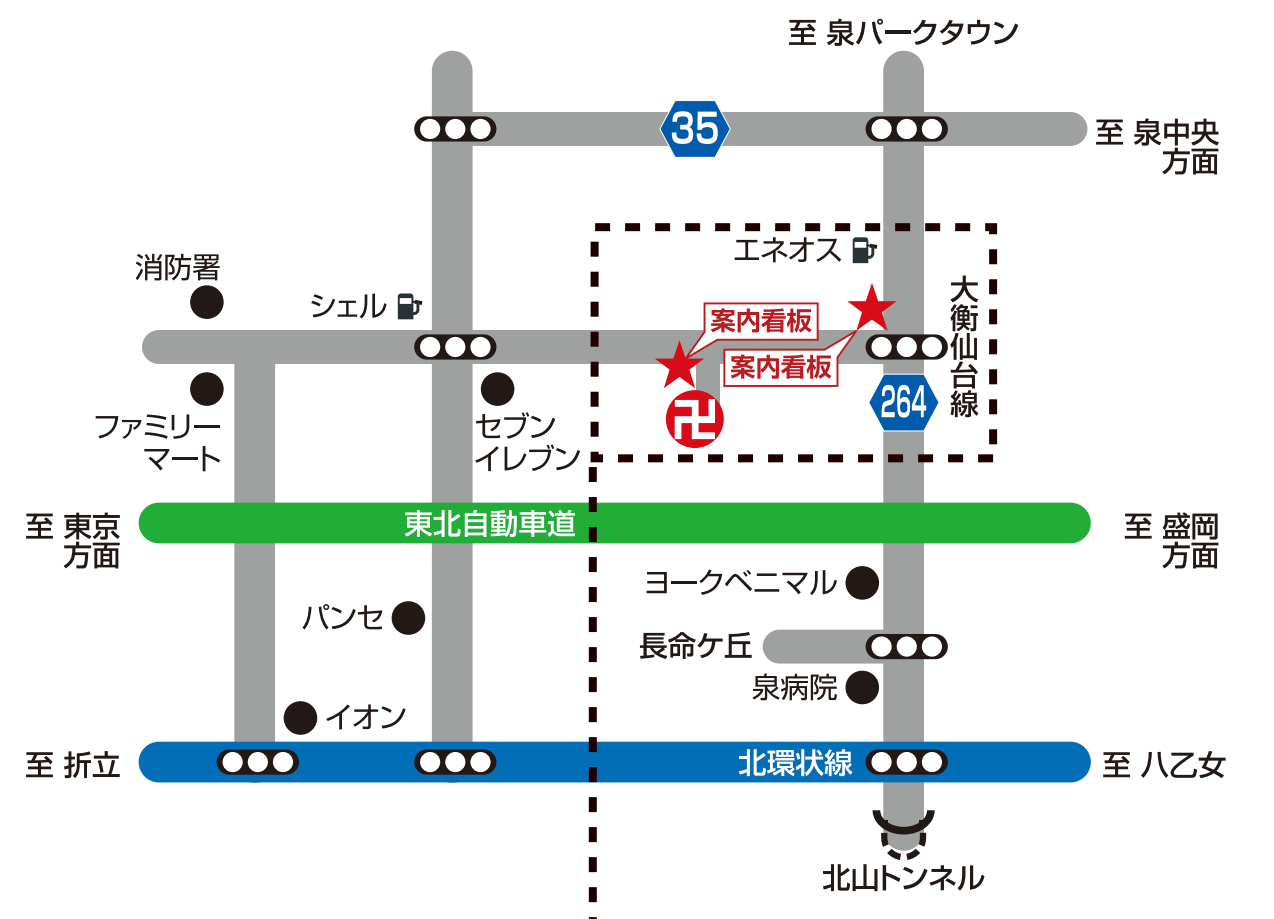 至 泉パークタウン
35
至 泉中央
方面
エネオス
消防署
シェル
大衡仙台線
案内看板
案内看板
264
卍
ファミリー
マート
セブン
イレブン
至 東京
方面
東北自動車道
至 盛岡
方面
ヨークベニマル
パンセ
長命ケ丘
泉病院
イオン
至 折立
北環状線
至 八乙女
北山トンネル